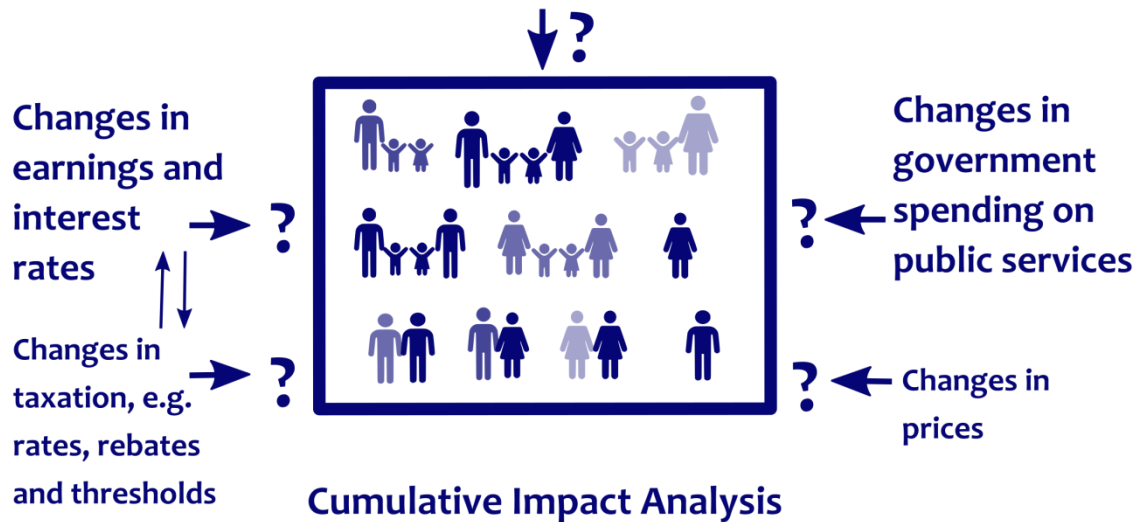 ?
Changes in
earnings and
interest
rates
?
Changes in
taxation, e.g.
rates, rebates
and thresholds
?
?
Changes in
government
spending on
public services
?
Changes in
prices
Cumulative Impact Analysis